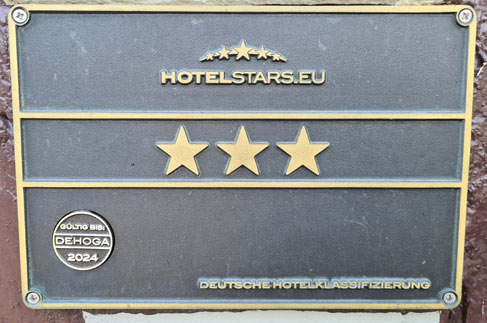 HOTELSTARS.EU
GÜLTIG BIS:
DEHOGA
2024
DEUTSCHE HOTELKLASSIFIZIERUNG